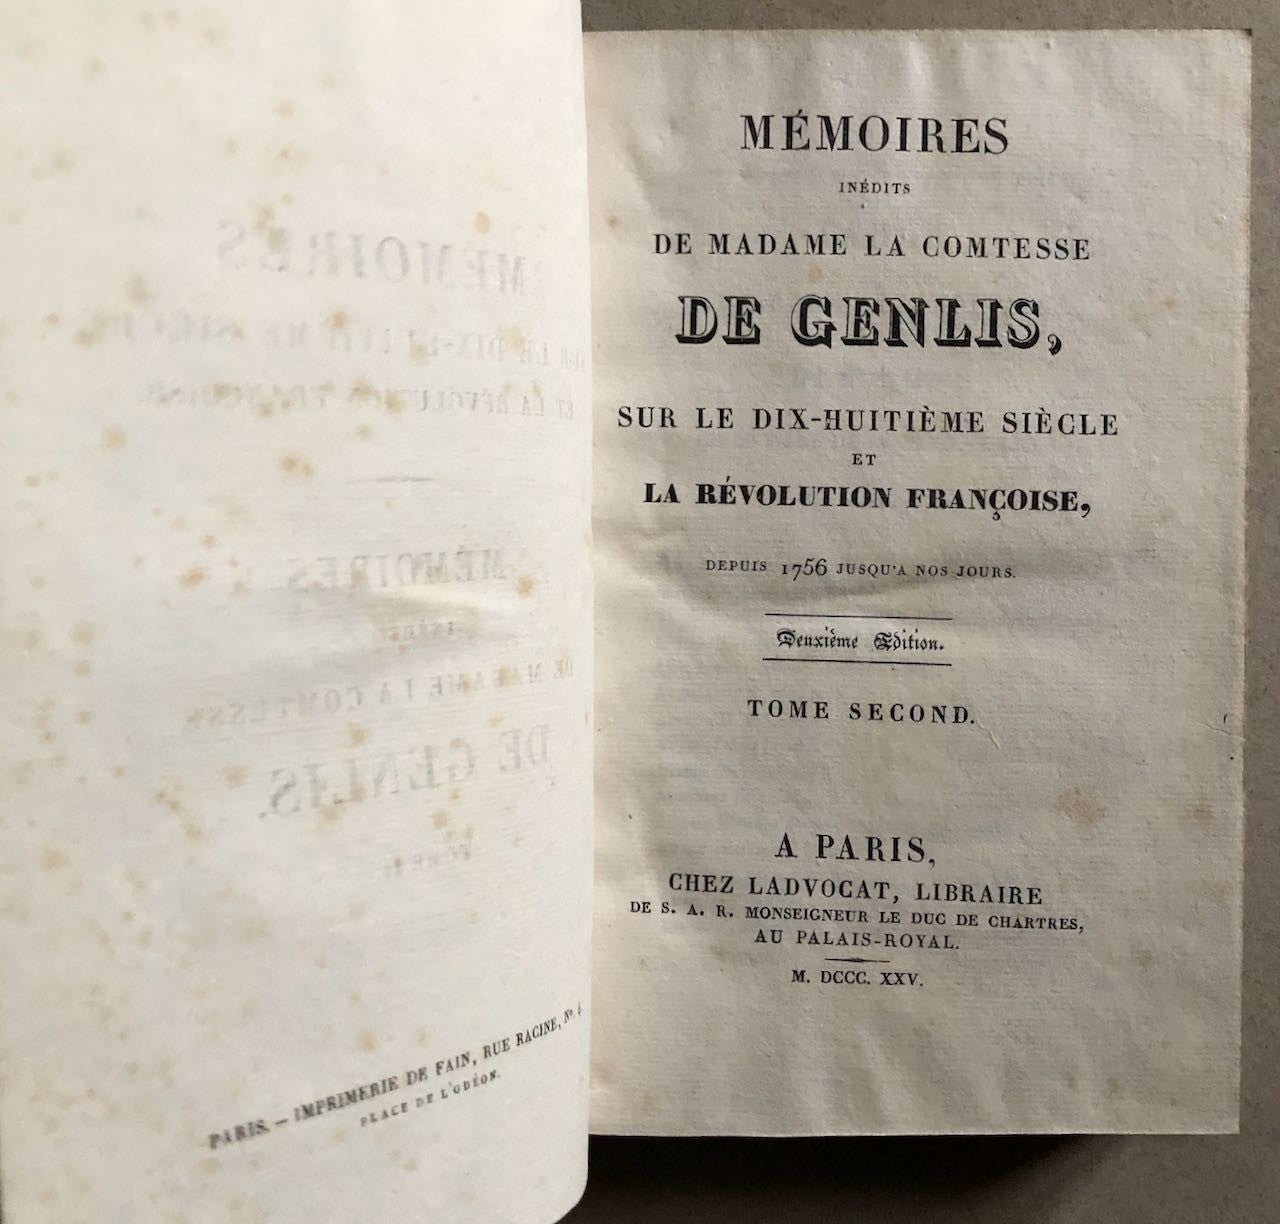 PARIS. — IMPRIMERIE DE FAIN, RUE RACINE, Nº. 4
PLACE DE L'ODÉON.
MÉMOIRES
INÉDITS
DE MADAME LA COMTESSE
DE GENLIS,
SUR LE DIX-HUITIÈME SIÈCLE
ET
LA RÉVOLUTION FRANÇOISE,
DEPUIS 1756 JUSQU'A NOS JOURS.
Deuxième Édition.
TOME SECOND.
A PARIS,
CHEZ LADVOCAT, LIBRAIRE
DE S. A. R. MONSEIGNEUR LE DUC DE CHARTRES,
AU PALAIS-ROYAL.
M. DCCC. XXV.